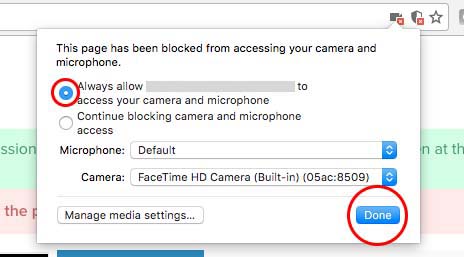 This page has been blocked from accessing your camera and
microphone.
Always allow to
access your camera and microphone
Continue blocking camera and microphone
access
Microphone: Default
ssion
en at th
Camera: FaceTime HD Camera (Built-in) (05ac:8509)
the p
Manage media settings...
Done